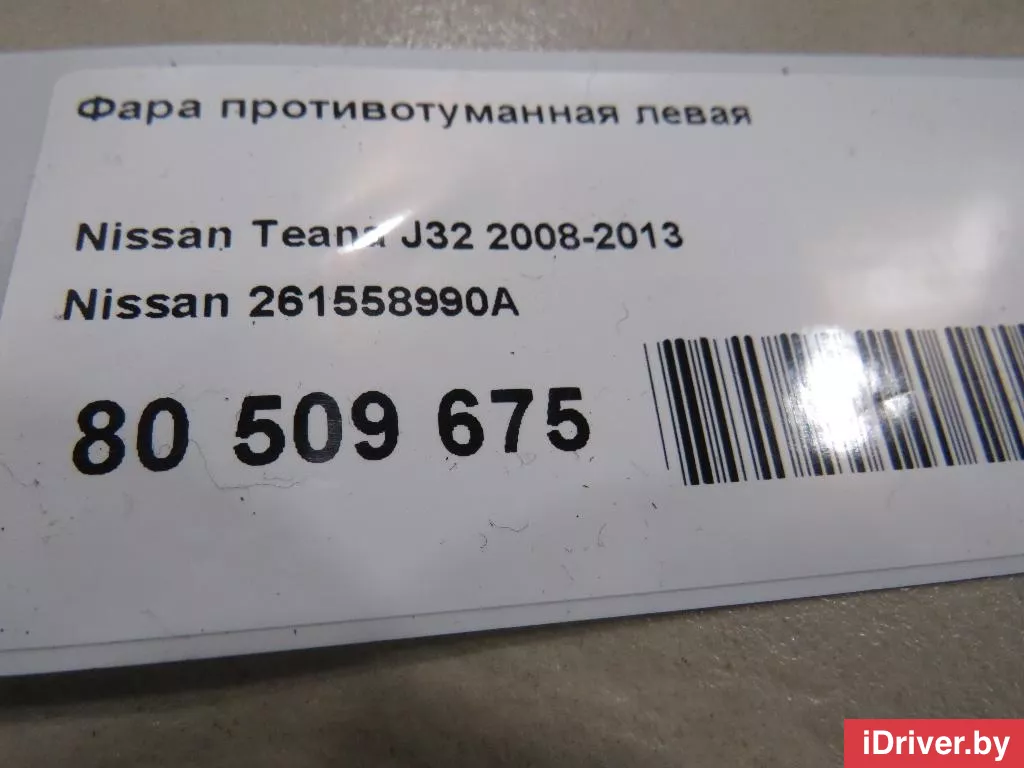 Фара противотуманная левая
Nissan Teana J32 2008-2013
Nissan 261558990A
80 509 675
iDriver.by